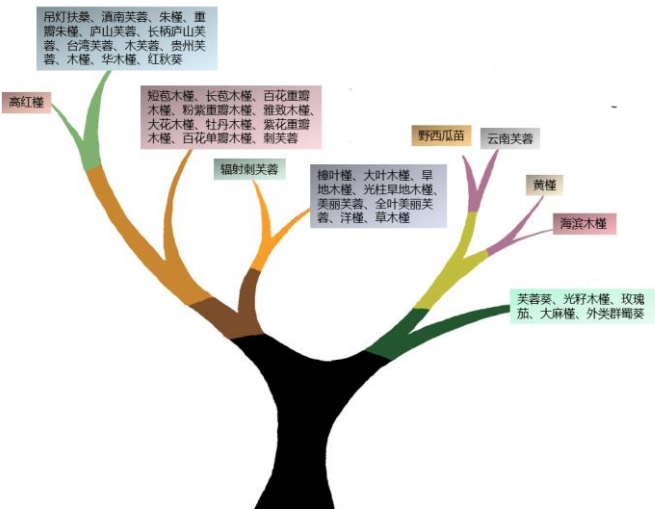 吊灯扶桑、滇南芙蓉、朱槿、重
瓣朱槿、庐山芙蓉、长柄庐山芙
蓉、台湾芙蓉、木芙蓉、贵州芙
蓉、木槿、华木槿、红秋葵
高红槿
短苞木槿、长苞木槿、百花重瓣
木槿、粉紫重瓣木槿、雅致木槿、
大花木槿、牡丹木槿、紫花重瓣
木槿、百花单瓣木槿、刺芙蓉
辐射刺芙蓉
樟叶槿、大叶木槿、旱
地木槿、光柱旱地木槿、
美丽芙蓉、全叶美丽芙
蓉、洋槿、草木槿
野西瓜苗
云南芙蓉
黄槿
海滨木槿
芙蓉葵、光籽木槿、玫瑰
茄、大麻槿、外类群蜀葵